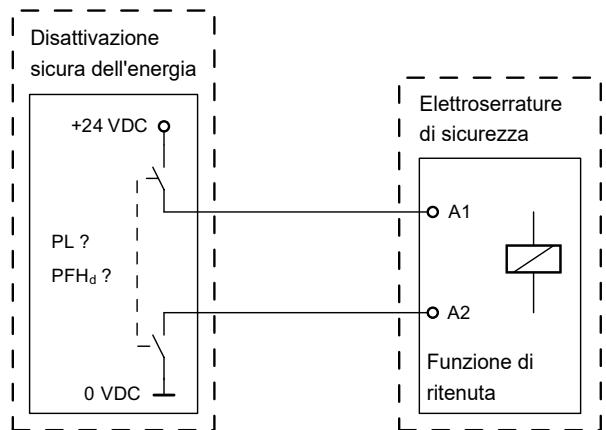 Disattivazione
sicura dell'energia
+24 VDC
PL ?
PFHd ?
0 VDC
Elettroserrature
di sicurezza
A1
A2
Funzione di
ritenuta